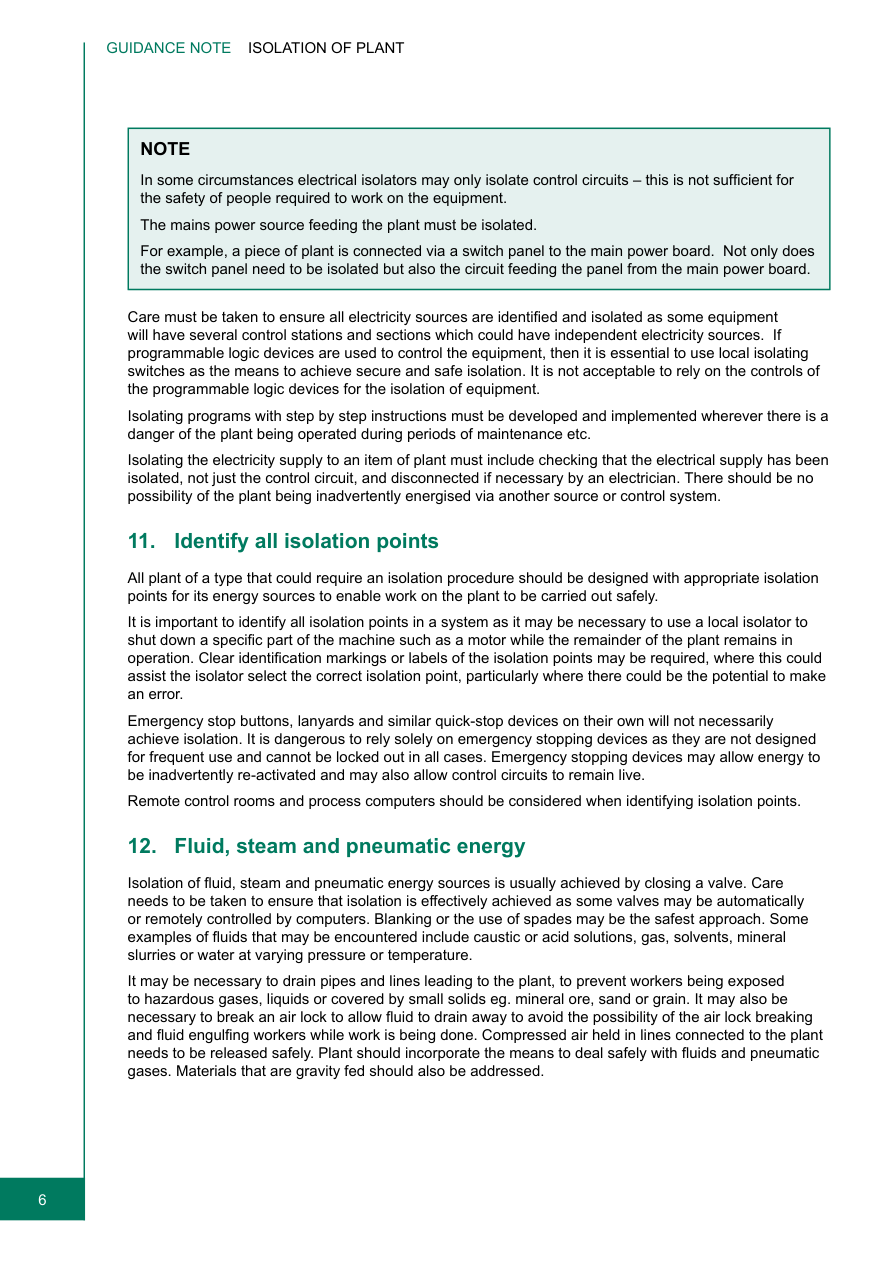 GUIDANCE NOTE ISOLATION OF PLANT
NOTE
In some circumstances electrical isolators may only isolate control circuits – this is not sufficient for
the safety of people required to work on the equipment.
The mains power source feeding the plant must be isolated.
For example, a piece of plant is connected via a switch panel to the main power board.  Not only does
the switch panel need to be isolated but also the circuit feeding the panel from the main power board.
Care must be taken to ensure all electricity sources are identified and isolated as some equipment
will have several control stations and sections which could have independent electricity sources.  If
programmable logic devices are used to control the equipment, then it is essential to use local isolating
switches as the means to achieve secure and safe isolation. It is not acceptable to rely on the controls of
the programmable logic devices for the isolation of equipment.
Isolating programs with step by step instructions must be developed and implemented wherever there is a
danger of the plant being operated during periods of maintenance etc.
Isolating the electricity supply to an item of plant must include checking that the electrical supply has been
isolated, not just the control circuit, and disconnected if necessary by an electrician. There should be no
possibility of the plant being inadvertently energised via another source or control system.
11. Identify all isolation points
All plant of a type that could require an isolation procedure should be designed with appropriate isolation
points for its energy sources to enable work on the plant to be carried out safely.
It is important to identify all isolation points in a system as it may be necessary to use a local isolator to
shut down a specific part of the machine such as a motor while the remainder of the plant remains in
operation. Clear identification markings or labels of the isolation points may be required, where this could
assist the isolator select the correct isolation point, particularly where there could be the potential to make
an error.
Emergency stop buttons, lanyards and similar quick-stop devices on their own will not necessarily
achieve isolation. It is dangerous to rely solely on emergency stopping devices as they are not designed
for frequent use and cannot be locked out in all cases. Emergency stopping devices may allow energy to
be inadvertently re-activated and may also allow control circuits to remain live.
Remote control rooms and process computers should be considered when identifying isolation points.
12. Fluid, steam and pneumatic energy
Isolation of fluid, steam and pneumatic energy sources is usually achieved by closing a valve. Care
needs to be taken to ensure that isolation is effectively achieved as some valves may be automatically
or remotely controlled by computers. Blanking or the use of spades may be the safest approach. Some
examples of fluids that may be encountered include caustic or acid solutions, gas, solvents, mineral
slurries or water at varying pressure or temperature.
It may be necessary to drain pipes and lines leading to the plant, to prevent workers being exposed
to hazardous gases, liquids or covered by small solids eg. mineral ore, sand or grain. It may also be
necessary to break an air lock to allow fluid to drain away to avoid the possibility of the air lock breaking
and fluid engulfing workers while work is being done. Compressed air held in lines connected to the plant
needs to be released safely. Plant should incorporate the means to deal safely with fluids and pneumatic
gases. Materials that are gravity fed should also be addressed.
6